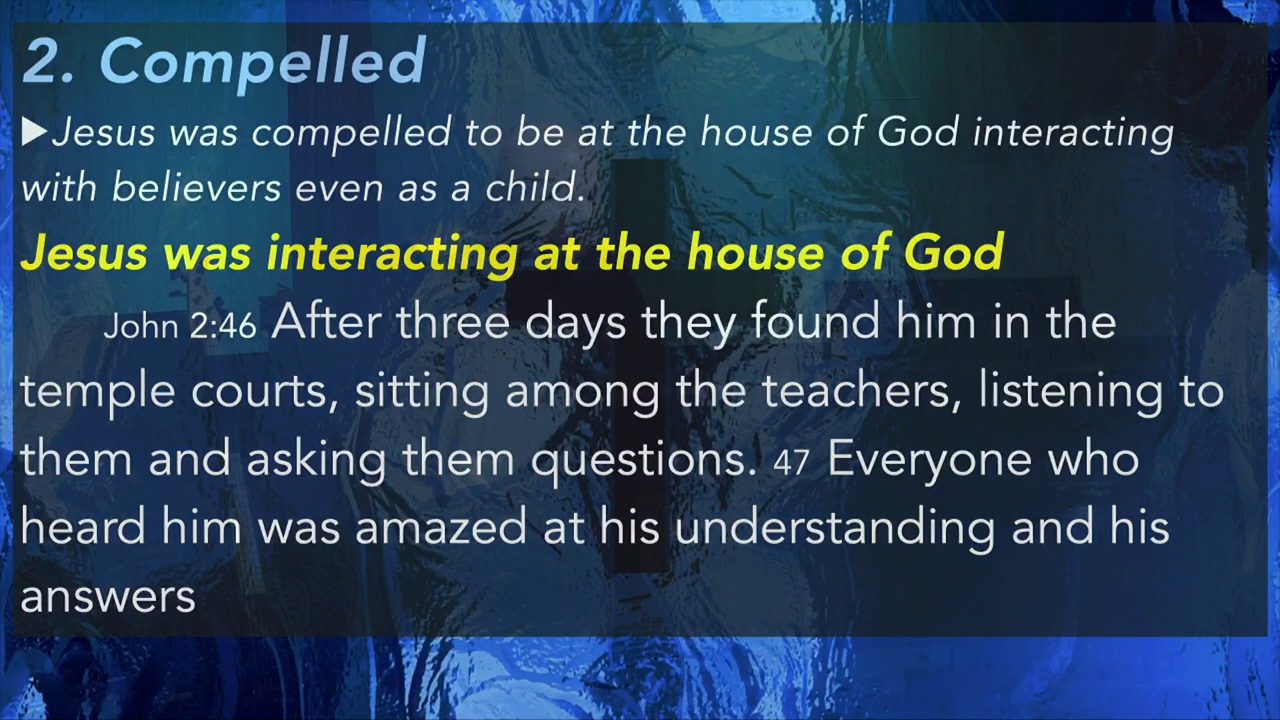 2. Compelled
▶Jesus was compelled to be at the house of God interacting
with believers even as a child.
Jesus was interacting at the house of God
John 2:46 After three days they found him in the
temple courts, sitting among the teachers, listening to
them and asking them questions. 47 Everyone who
heard him was amazed at his understanding and his
answers